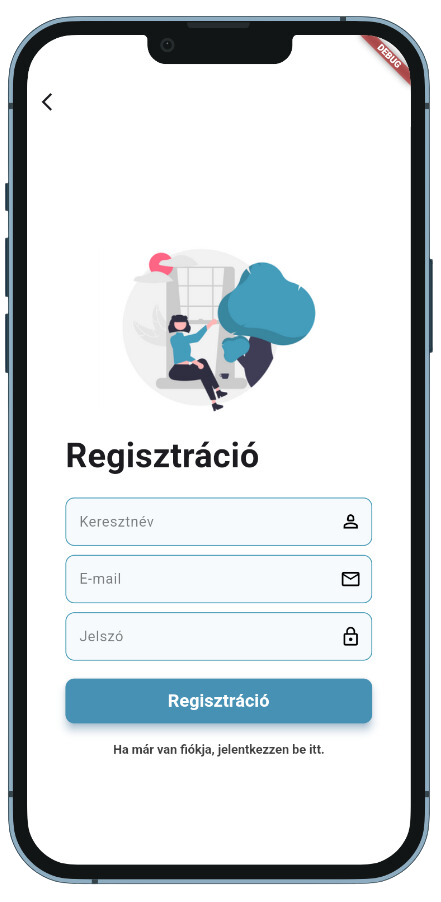 DEBUG
Regisztráció
Keresztnév
E-mail
Jelszó
Regisztráció
Ha már van fiókja, jelentkezzen be itt.